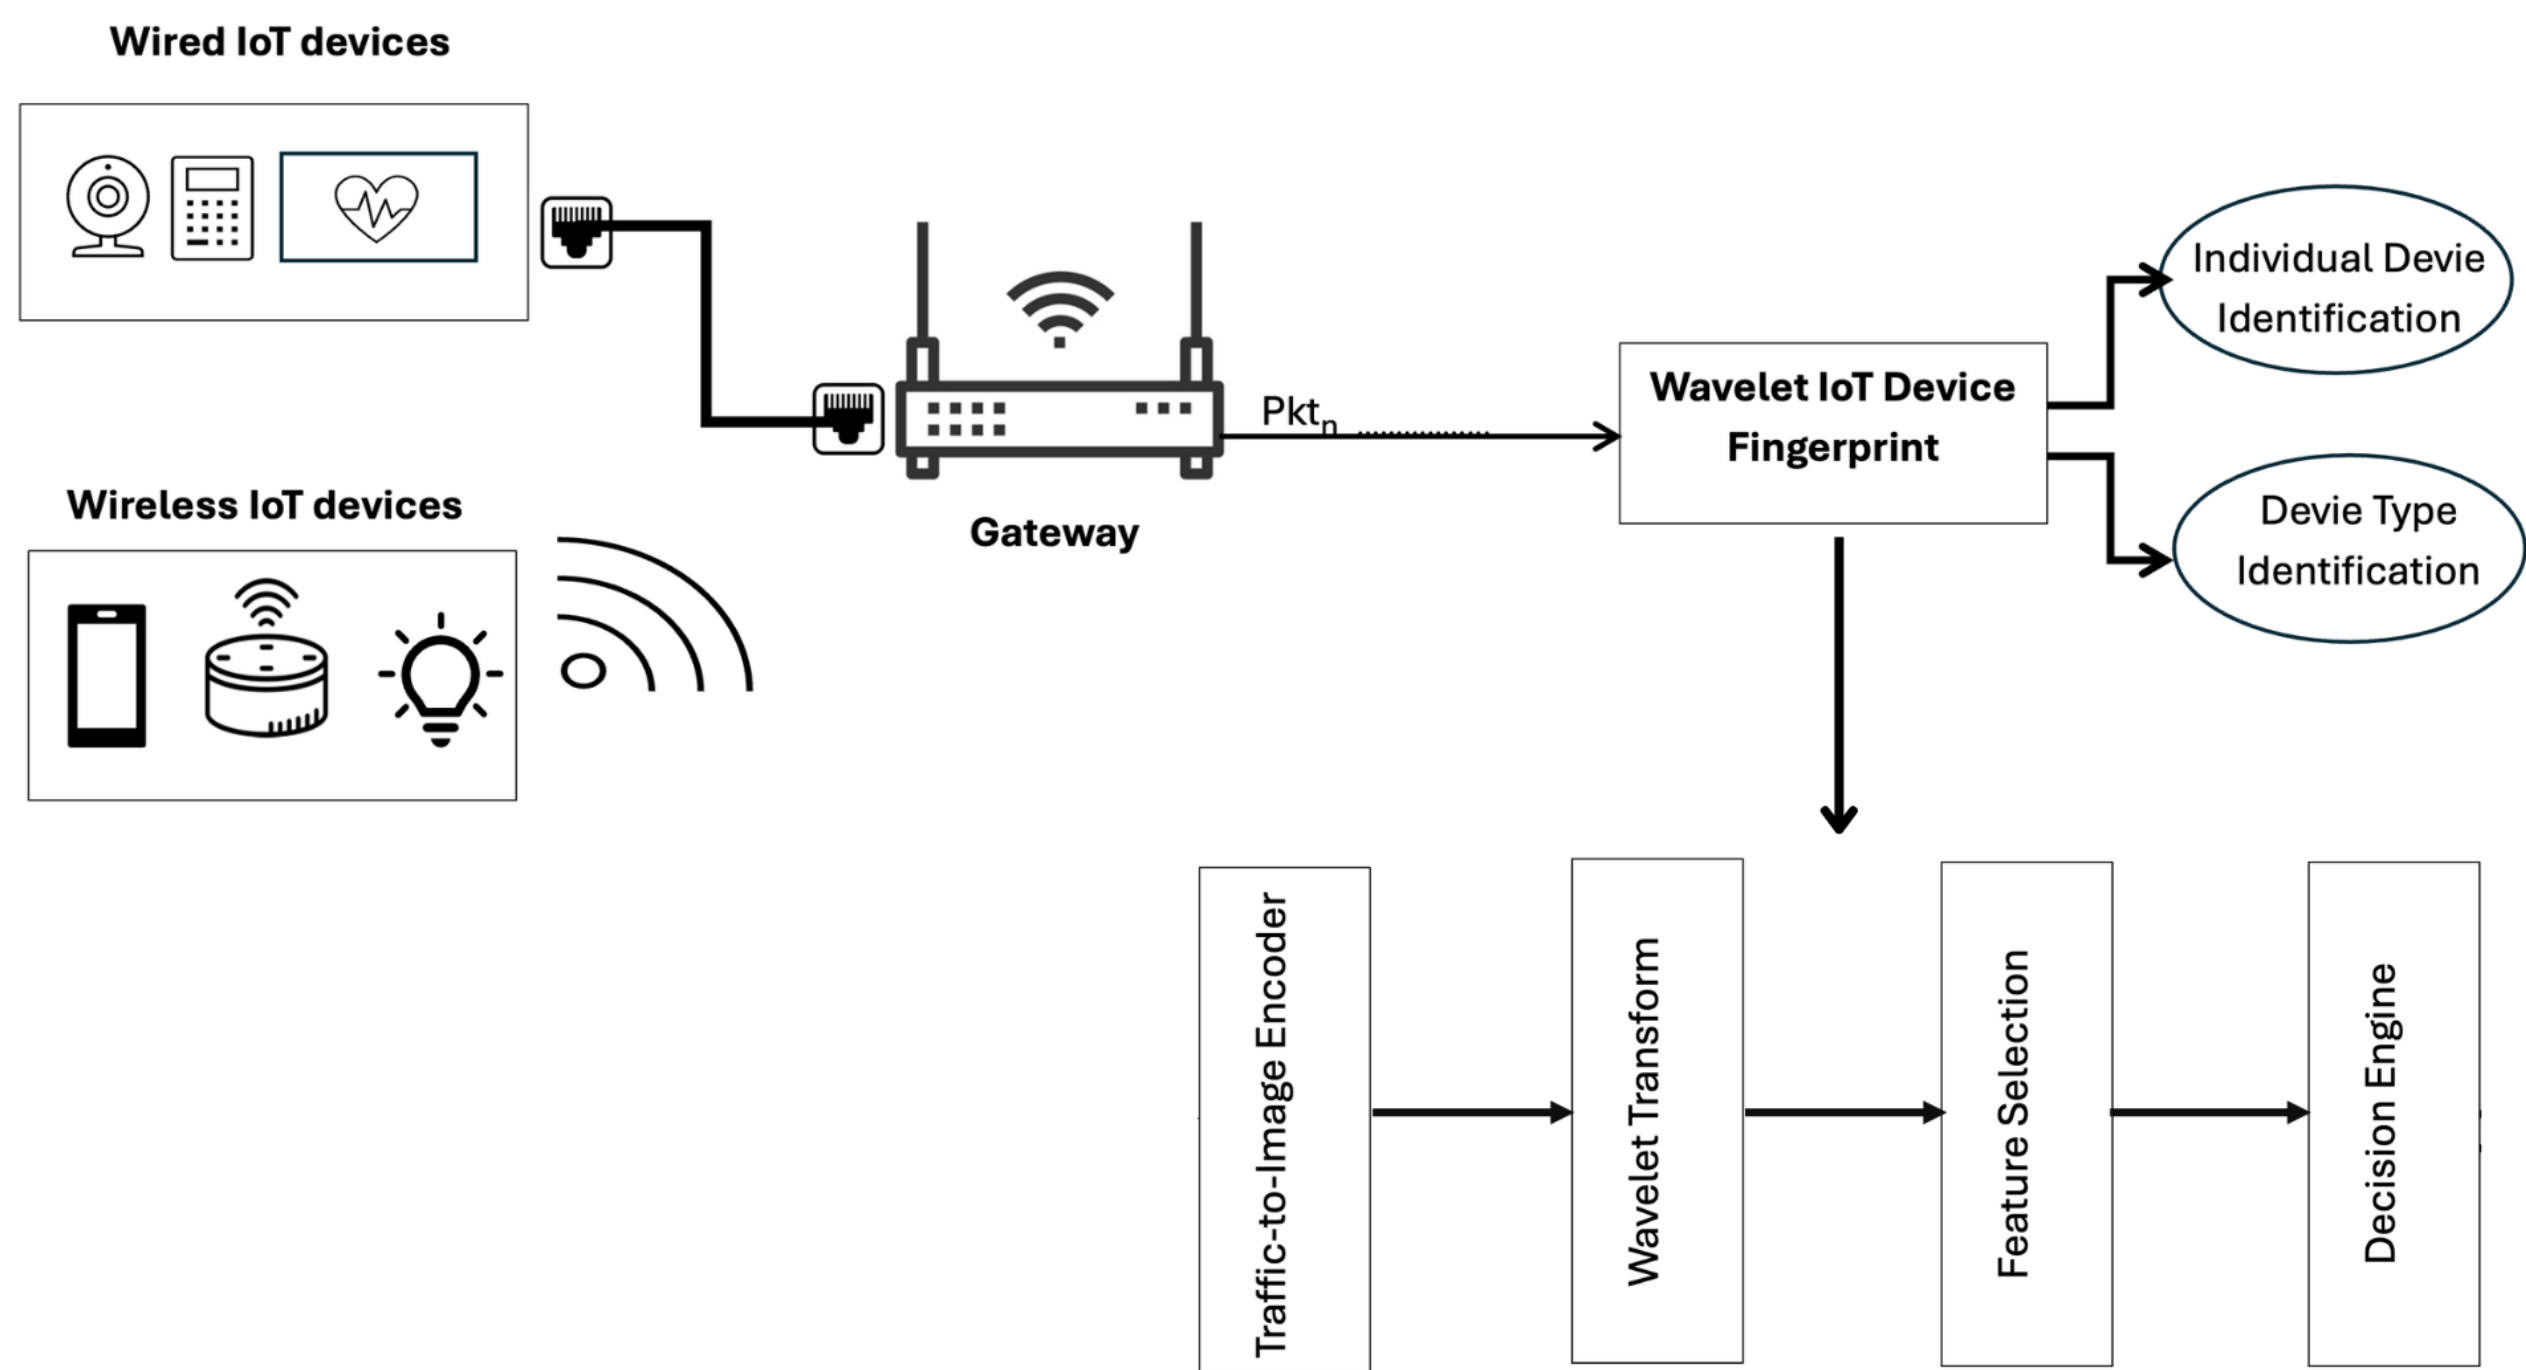 Wired IoT devices
Wireless IoT devices
Gateway
Pktn
Wavelet IoT Device
Fingerprint
Individual Devie
Identification
Devie Type
Identification
Traffic-to-Image Encoder
Wavelet Transform
Feature Selection
Decision Engine